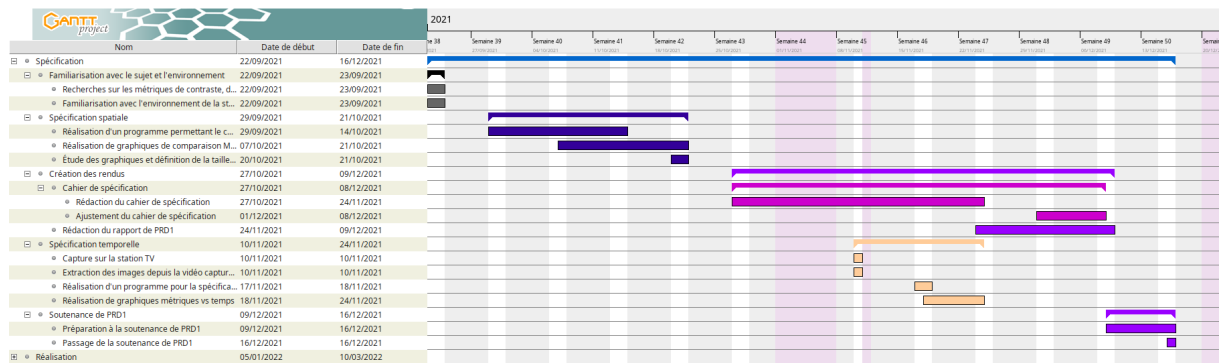 GANTT
project
2021
Nom Date de début Date de fin
ne 38 Semaine 39 Semaine 40 Semaine 41 Semaine 42 Semaine 43 Semaine 44 Semaine 45 Semaine 46 Semaine 47 Semaine 48 Semaine 49 Semaine 50
Spécification 22/09/2021 16/12/2021
Familiarisation avec le sujet et l'environnement 22/09/2021 23/09/2021
Recherches sur les métriques de contraste, d... 22/09/2021 23/09/2021
Familiarisation avec l'environnement de la st... 22/09/2021 23/09/2021
Spécification spatiale 29/09/2021 21/10/2021
Réalisation d'un programme permettant le c... 29/09/2021 14/10/2021
Réalisation de graphiques de comparaison M... 07/10/2021 21/10/2021
Étude des graphiques et définition de la taille... 20/10/2021 21/10/2021
Création des rendus 27/10/2021 09/12/2021
Cahier de spécification 27/10/2021 08/12/2021
Rédaction du cahier de spécification 27/10/2021 24/11/2021
Ajustement du cahier de spécification 01/12/2021 08/12/2021
Rédaction du rapport de PRD1 24/11/2021 09/12/2021
Spécification temporelle 10/11/2021 24/11/2021
Capture sur la station TV 10/11/2021 10/11/2021
Extraction des images depuis la vidéo captur... 10/11/2021 10/11/2021
Réalisation d'un programme pour la spécifica... 17/11/2021 18/11/2021
Réalisation de graphiques métriques vs temps 18/11/2021 24/11/2021
Soutenance de PRD1 09/12/2021 16/12/2021
Préparation à la soutenance de PRD1 09/12/2021 16/12/2021
Passage de la soutenance de PRD1 16/12/2021 16/12/2021
Réalisation 05/01/2022 10/03/2022